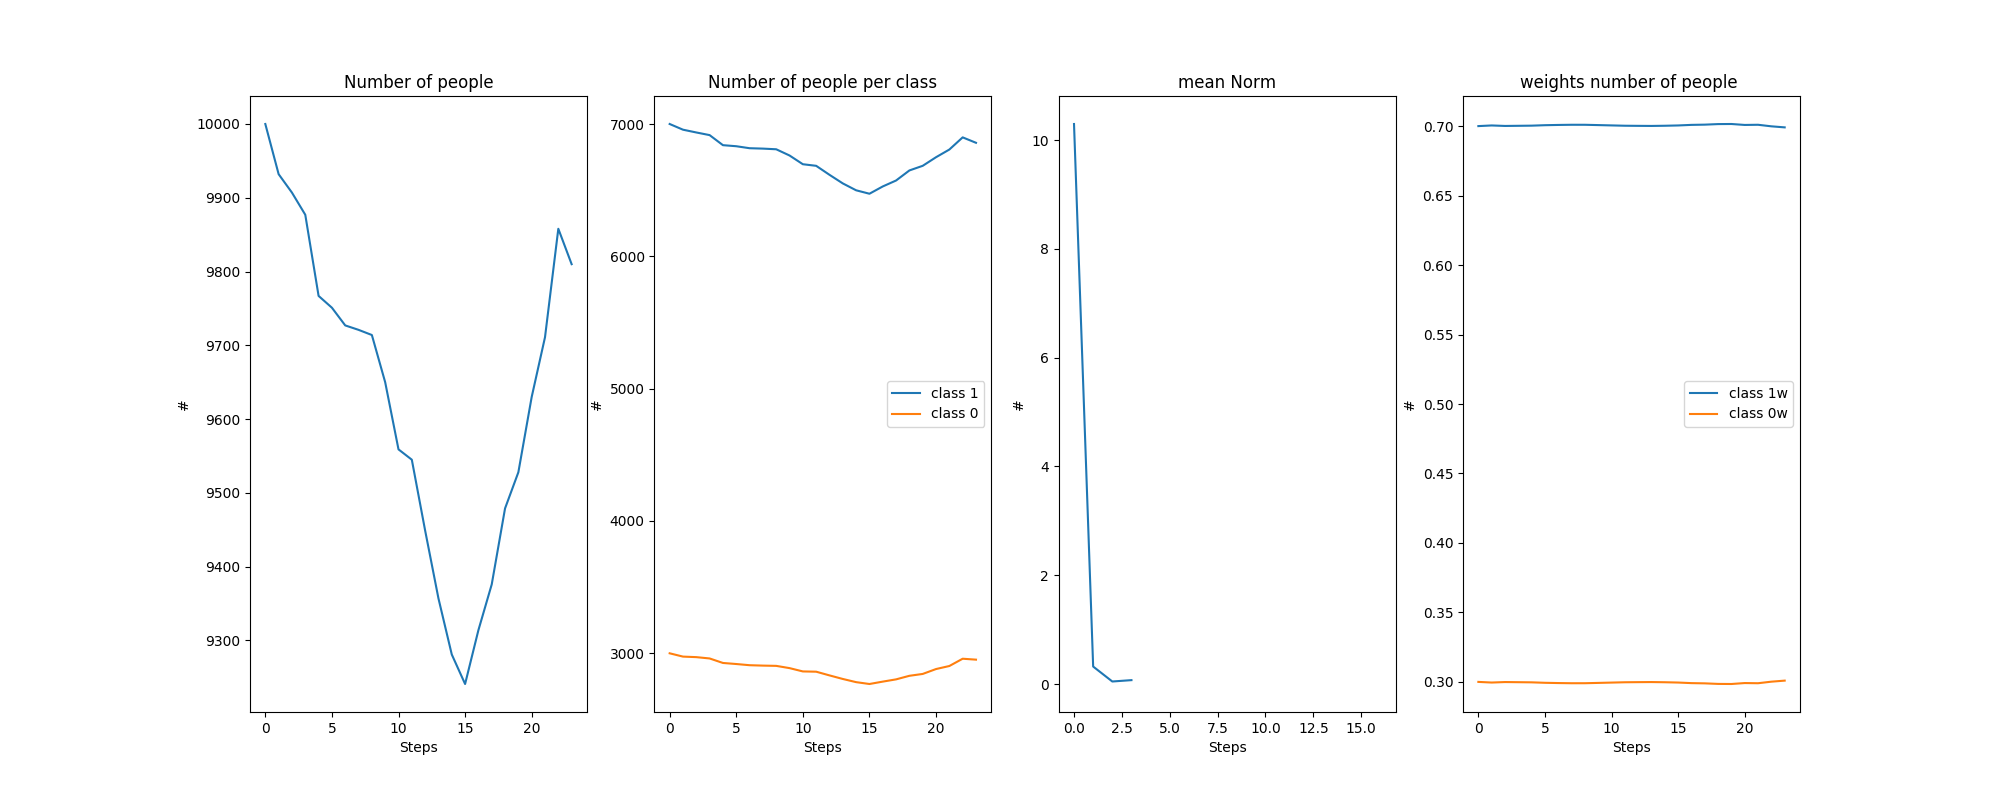 Number of people
10000
9900
9800
9700
9600
9500
9400
9300
#
0 5 10 15 20
Steps
Number of people per class
7000
6000
5000
4000
3000
#
class 1
class 0
0 5 10 15 20
Steps
mean Norm
10
8
6
4
2
0
#
0.0 2.5 5.0 7.5 10.0 12.5 15.0
Steps
weights number of people
0.70
0.65
0.60
0.55
0.50
0.45
0.40
0.35
0.30
#
class 1w
class 0w
0 5 10 15 20
Steps